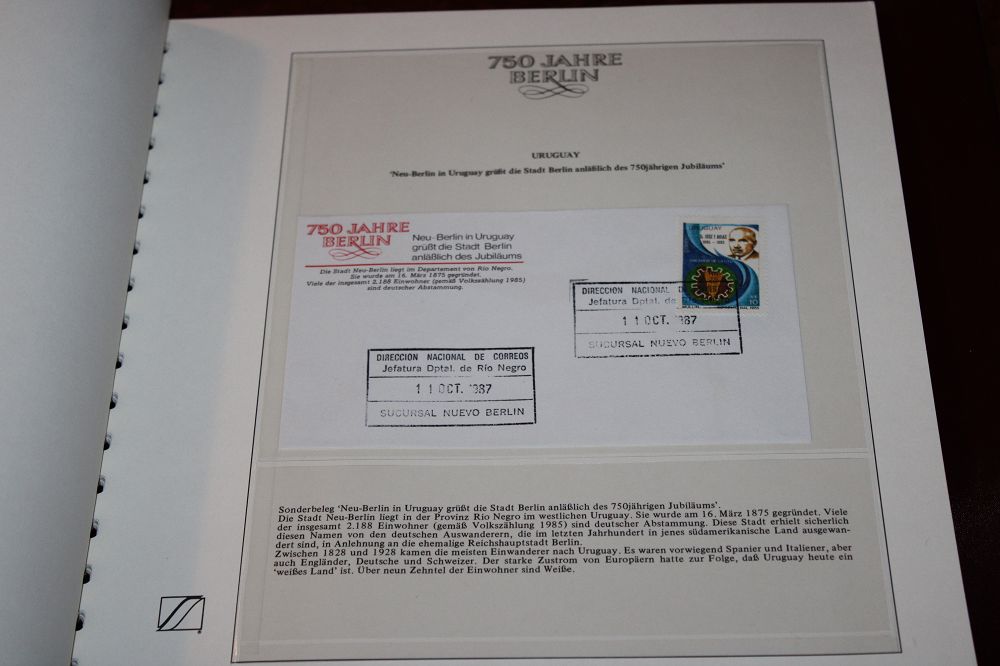 750 JAHRE
BERLIN
URUGUAY
'Neu-Berlin in Uruguay grüßt die Stadt Berlin anläßlich des 750jährigen Jubiläums'
750 JAHRE
BERLIN
Neu-Berlin in Uruguay
grüßt die Stadt Berlin
anläßlich des Jubiläums
Die Stadt Neu-Berlin liegt im Departement von Rio Negro.
Sie wurde am 16. März 1875 gegründet.
Viele der insgesamt 2.188 Einwohner (gemäß Volkszählung 1985)
sind deutscher Abstammung.
URUGUAY
DIRECCION NACIONAL DE
Jefatura Dptal. de
1 1 OCT. '987
SUCURSAL NUEVO BERLIN
N$ 10
DIRECCION NACIONAL DE CORREOS
Jefatura Dptal. de Río Negro
1 1 OCT. '987
SUCURSAL NUEVO BERLIN
Sonderbeleg 'Neu-Berlin in Uruguay grüßt die Stadt Berlin anläßlich des 750jährigen Jubiläums'.
Die Stadt Neu-Berlin liegt in der Provinz Rio Negro im westlichen Uruguay. Sie wurde am 16. März 1875 gegründet. Viele
der insgesamt 2.188 Einwohner (gemäß Volkszählung 1985) sind deutscher Abstammung. Diese Stadt erhielt sicherlich
diesen Namen von den deutschen Auswanderern, die im letzten Jahrhundert in jenes südamerikanische Land ausgewan-
dert sind, in Anlehnung an die ehemalige Reichshauptstadt Berlin.
Zwischen 1828 und 1928 kamen die meisten Einwanderer nach Uruguay. Es waren vorwiegend Spanier und Italiener, aber
auch Engländer, Deutsche und Schweizer. Der starke Zustrom von Europäern hatte zur Folge, daß Uruguay heute ein
'weißes Land' ist. Über neun Zehntel der Einwohner sind Weiße.